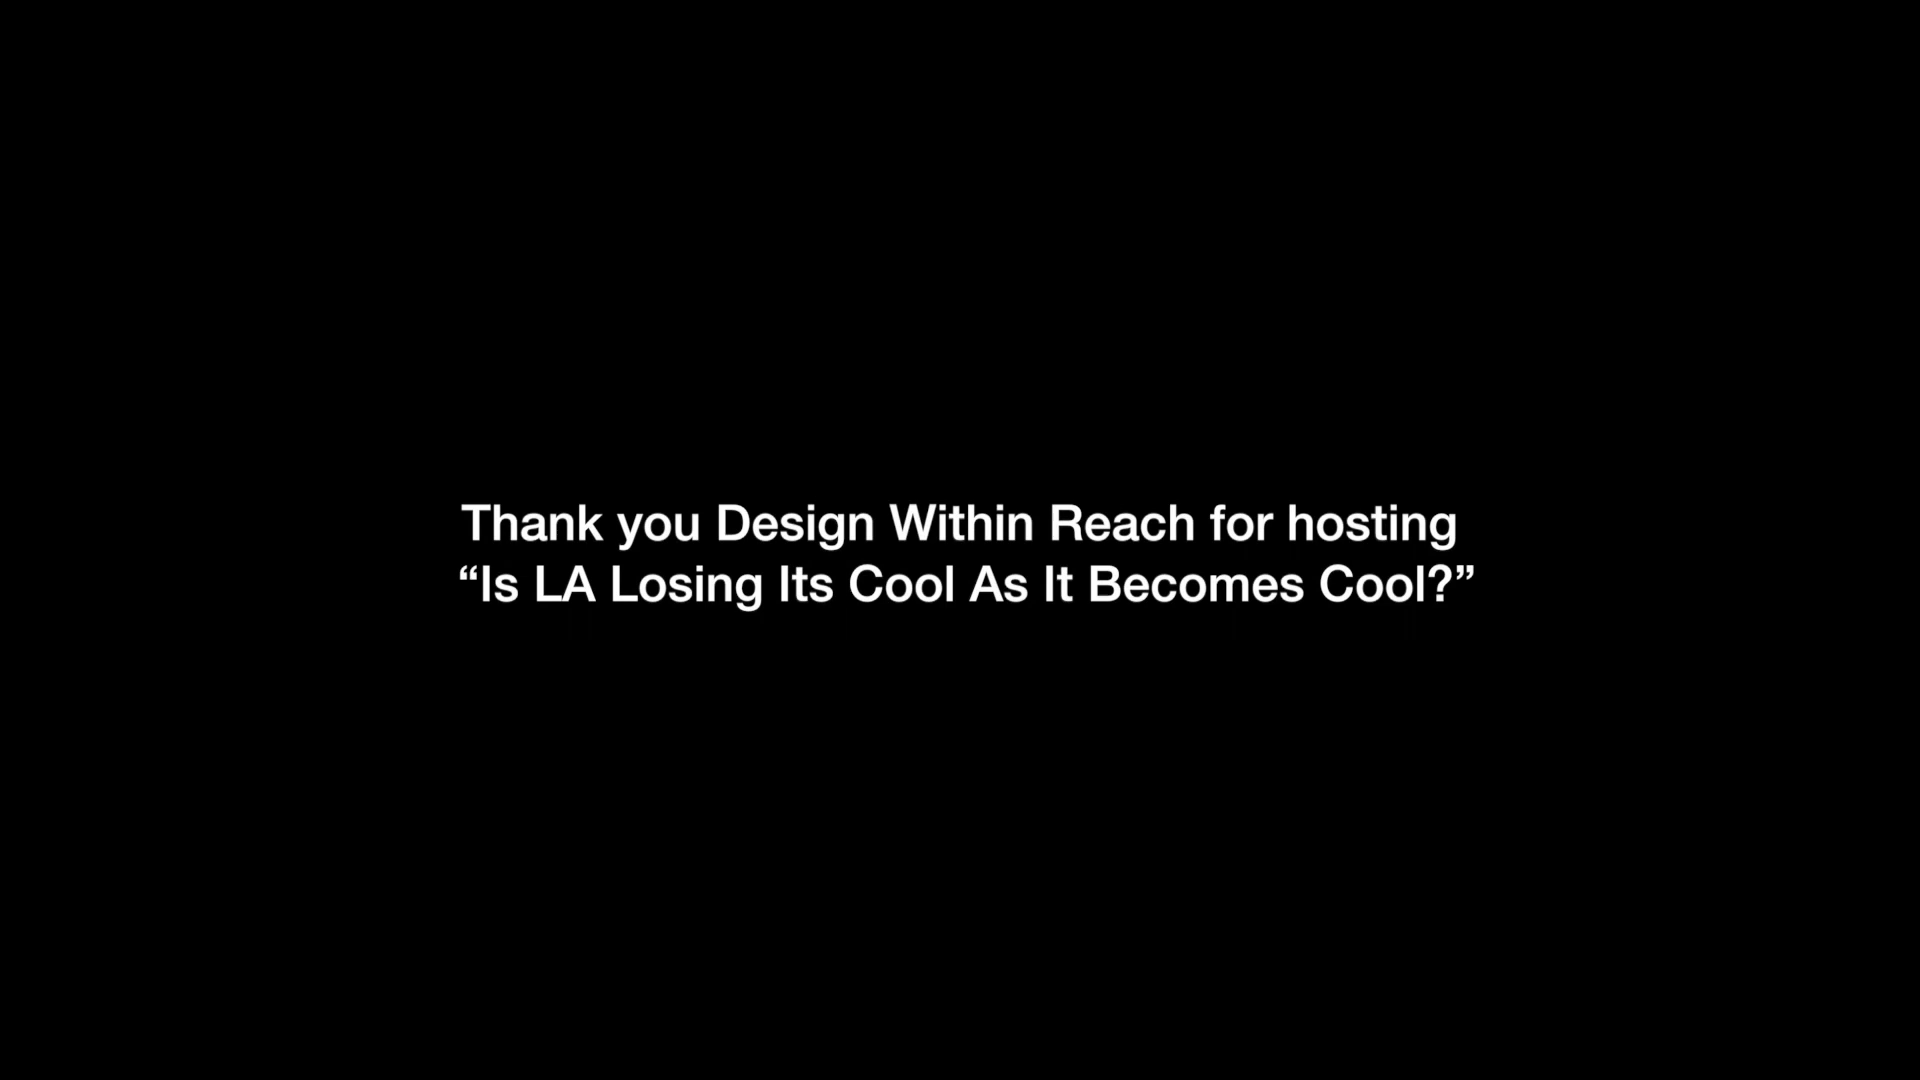 Thank you Design Within Reach for hosting
“Is LA Losing Its Cool As It Becomes Cool?”